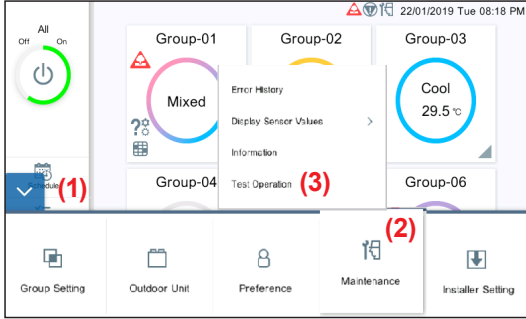 22/01/2019 Tue 08:18 PM
All
Off On
Group-01
Group-02
Group-03
Mixed
Cool
29.5 °C
Error History
Display Sensor Values
Information
Test Operation
(3)
Schedule
(1)
Group-04
Group-06
(2)
Group Setting
Outdoor Unit
Preference
Maintenance
Installer Setting